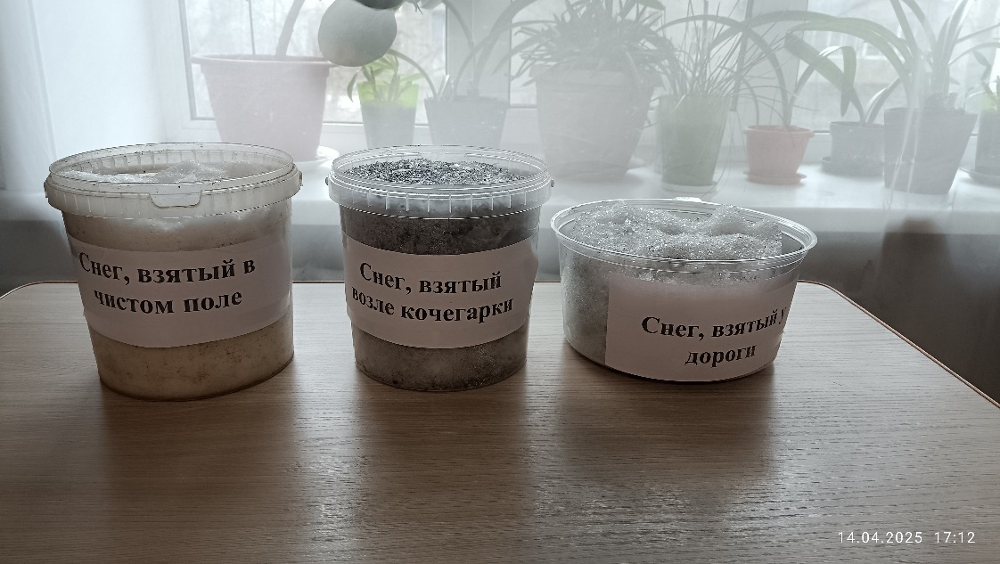 Снег, взятый в
чистом поле
Снег, взятый
возле кочегарки
Снег, взятый у
дороги
14.04.2025 17:12